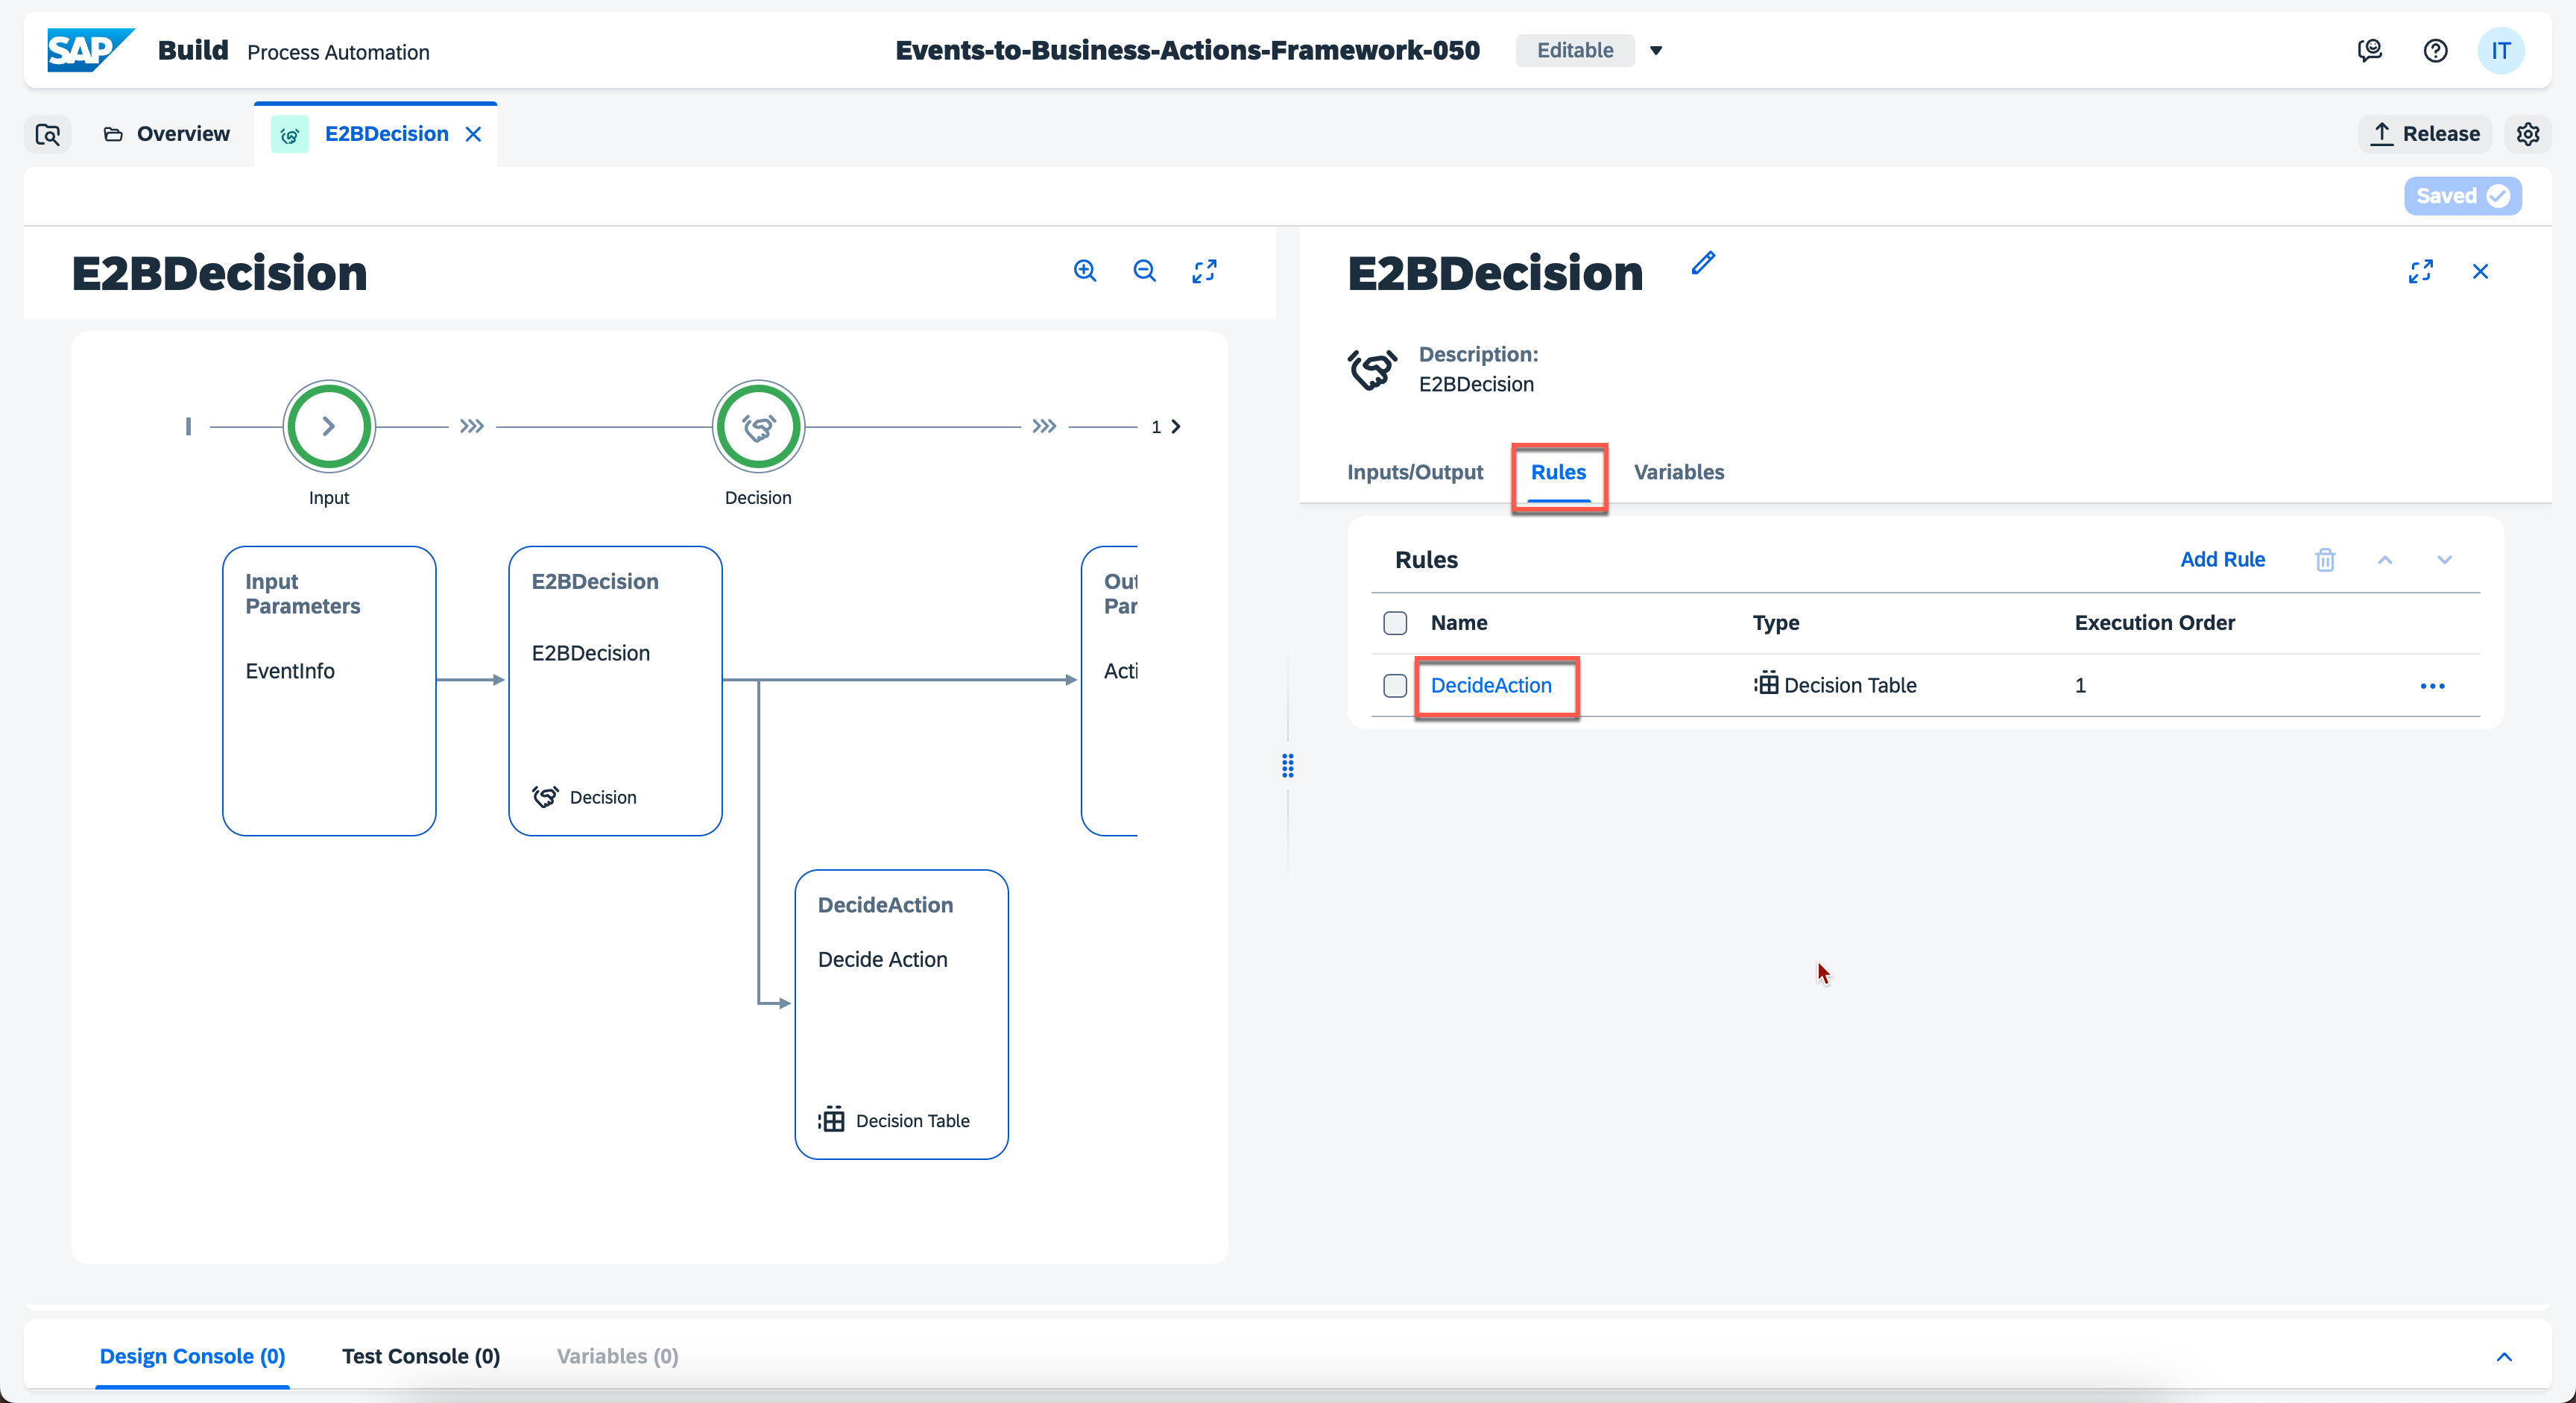 SAP Build Process Automation
Events-to-Business-Actions-Framework-050
Editable
IT
Overview
E2BDecision
Release
Saved
E2BDecision
1
Input
Decision
Input
Parameters
EventInfo
E2BDecision
E2BDecision
Decision
Out
Par
Acti
DecideAction
Decide Action
Decision Table
E2BDecision
Description:
E2BDecision
Inputs/Output
Rules
Variables
Rules
Add Rule
Name
Type
Execution Order
DecideAction
Decision Table
1
Design Console (0)
Test Console (0)
Variables (0)